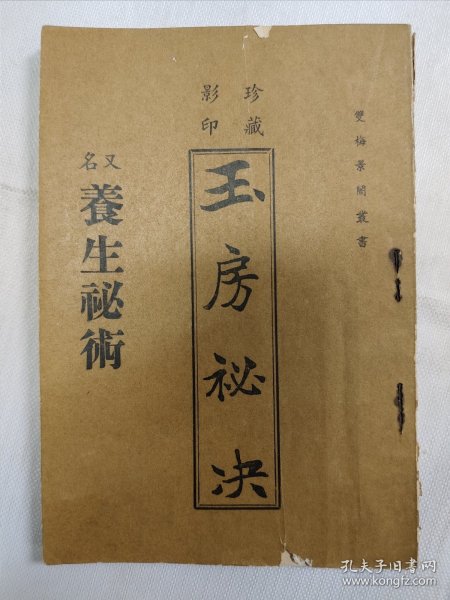 雙梅景闇叢書
珍藏
影印
玉房祕决
又名
養生祕術
孔夫子旧书网
www.kongfz.com